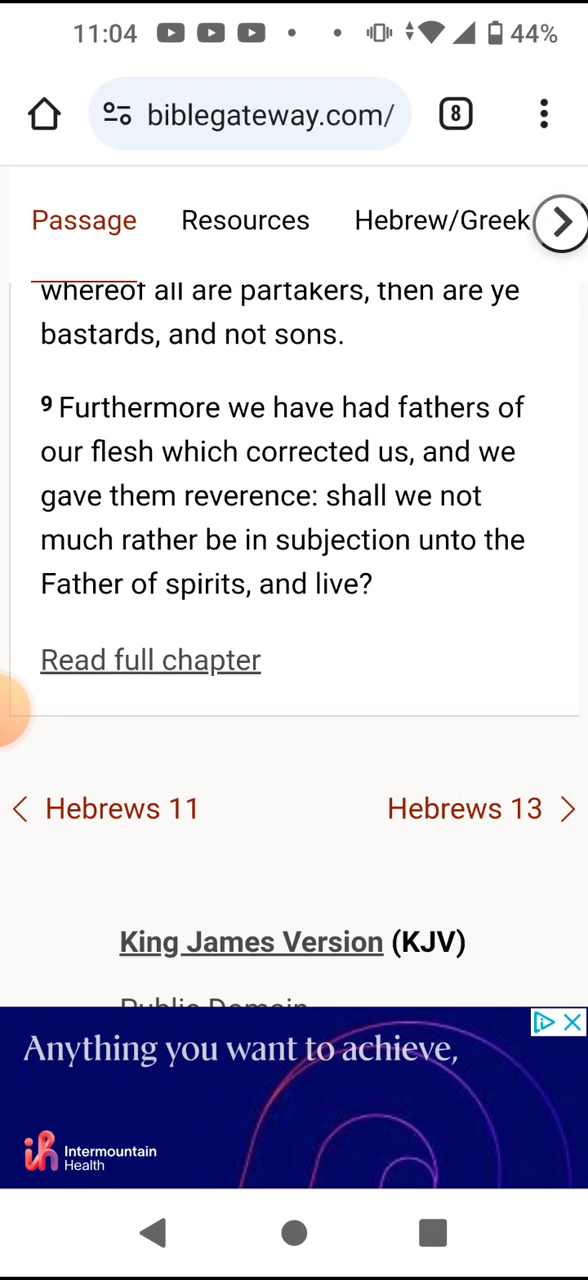 11:04 44%
biblegateway.com/ 8
Passage Resources Hebrew/Greek
whereof all are partakers, then are ye
bastards, and not sons.
9 Furthermore we have had fathers of
our flesh which corrected us, and we
gave them reverence: shall we not
much rather be in subjection unto the
Father of spirits, and live?
Read full chapter
Hebrews 11 Hebrews 13
King James Version (KJV)
Public Domain
Anything you want to achieve,
Intermountain
Health